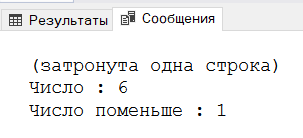 Результаты Сообщения
(затронута одна строка)
Число : 6
Число поменьше : 1